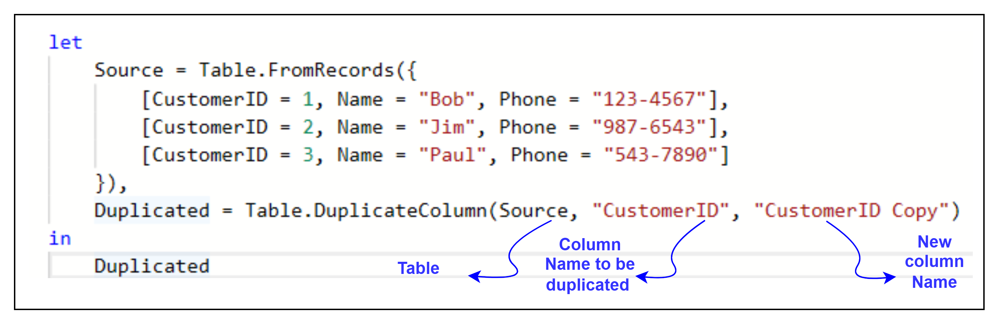 let
Source = Table.FromRecords({
[CustomerID = 1, Name = "Bob", Phone = "123-4567"],
[CustomerID = 2, Name = "Jim", Phone = "987-6543"],
[CustomerID = 3, Name = "Paul", Phone = "543-7890"]
}),
Duplicated = Table.DuplicateColumn(Source, "CustomerID", "CustomerID Copy")
in
Duplicated
Table
Column
Name to be
duplicated
New
column
Name